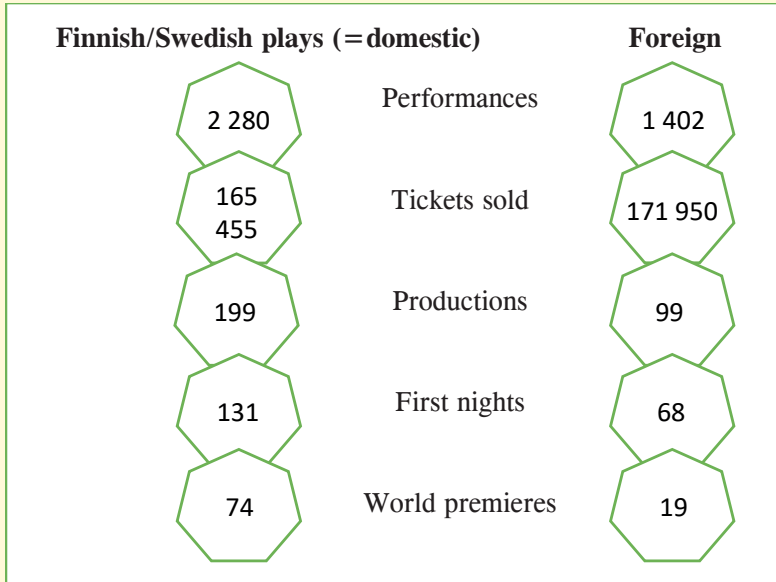 Finnish/Swedish plays (=domestic) Foreign
2 280 Performances 1 402
165
455 Tickets sold 171 950
199 Productions 99
131 First nights 68
74 World premieres 19